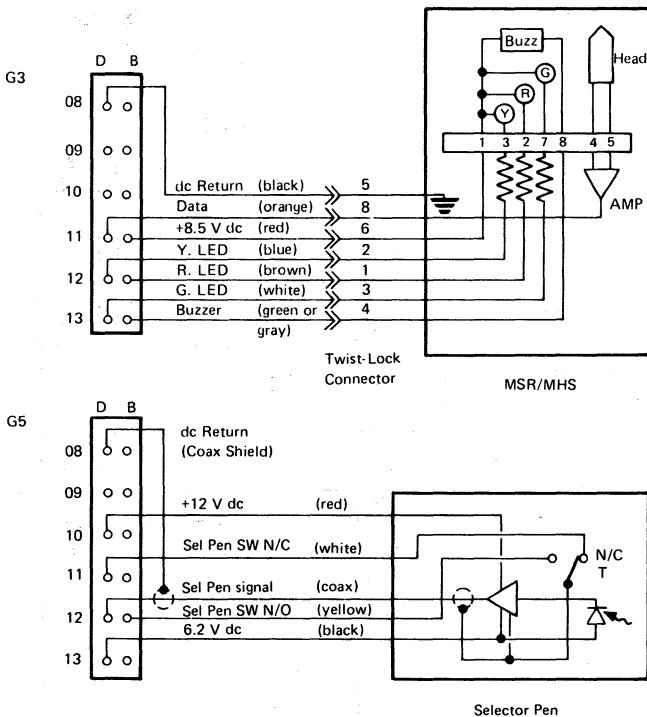 D B
G3
08
09
10
11
12
13
dc Return (black) 5
Data (orange) 8
+8.5 V dc (red) 6
Y. LED (blue) 2
R. LED (brown) 1
G. LED (white) 3
Buzzer (green or gray) 4
Twist-Lock
Connector
Buzz
Head
G
R
Y
1 3 2 7 8 4 5
AMP
MSR/MHS
D B
G5
08
09
10
11
12
13
dc Return
(Coax Shield)
+12 V dc (red)
Sel Pen SW N/C (white)
Sel Pen signal (coax)
Sel Pen SW N/O (yellow)
6.2 V dc (black)
N/C
T
Selector Pen